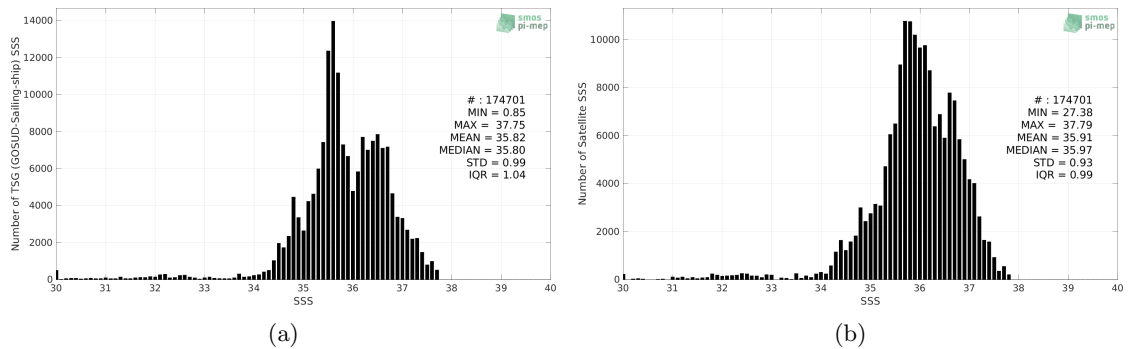 14000
12000
10000
8000
6000
4000
2000
0
Number of TSG (GOSUD-Sailing-ship) SSS
30 31 32 33 34 35 36 37 38 39 40
SSS
smos
pi-mep
# : 174701
MIN = 0.85
MAX = 37.75
MEAN = 35.82
MEDIAN = 35.80
STD = 0.99
IQR = 1.04
(a)
10000
8000
6000
4000
2000
0
Number of Satellite SSS
30 31 32 33 34 35 36 37 38 39 40
SSS
smos
pi-mep
# : 174701
MIN = 27.38
MAX = 37.79
MEAN = 35.91
MEDIAN = 35.97
STD = 0.93
IQR = 0.99
(b)